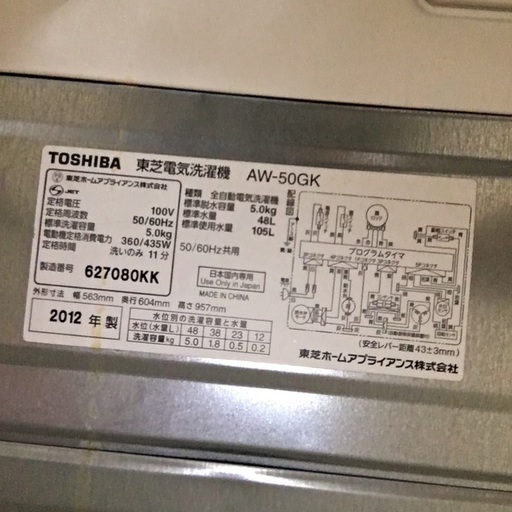 TOSHIBA 東芝電気洗濯機 AW-50GK
東芝ホームアプライアンス株式会社
JET
定格電圧 100V
定格周波数 50/60Hz
標準洗濯容量 5.0kg
電動機定格消費電力 360/435W
定格時間 洗いのみ 11分
製造番号 627080KK
種類 全自動電気洗濯機
標準脱水容量 5.0kg
標準水量 48L
標準使用水量 105L
50/60Hz共用
日本国内専用
Use Only in Japan
MADE IN CHINA
外形寸法 幅563mm 奥行604mm 高さ957mm
2012 年製
水位別の洗濯容量と水量
水位(水量L) 48 38 23 12
洗濯容量kg 5.0 1.8 0.5 0.2
配線図
プログラムタイマ
(安全レバー距離43±3mm)
東芝ホームアプライアンス株式会社